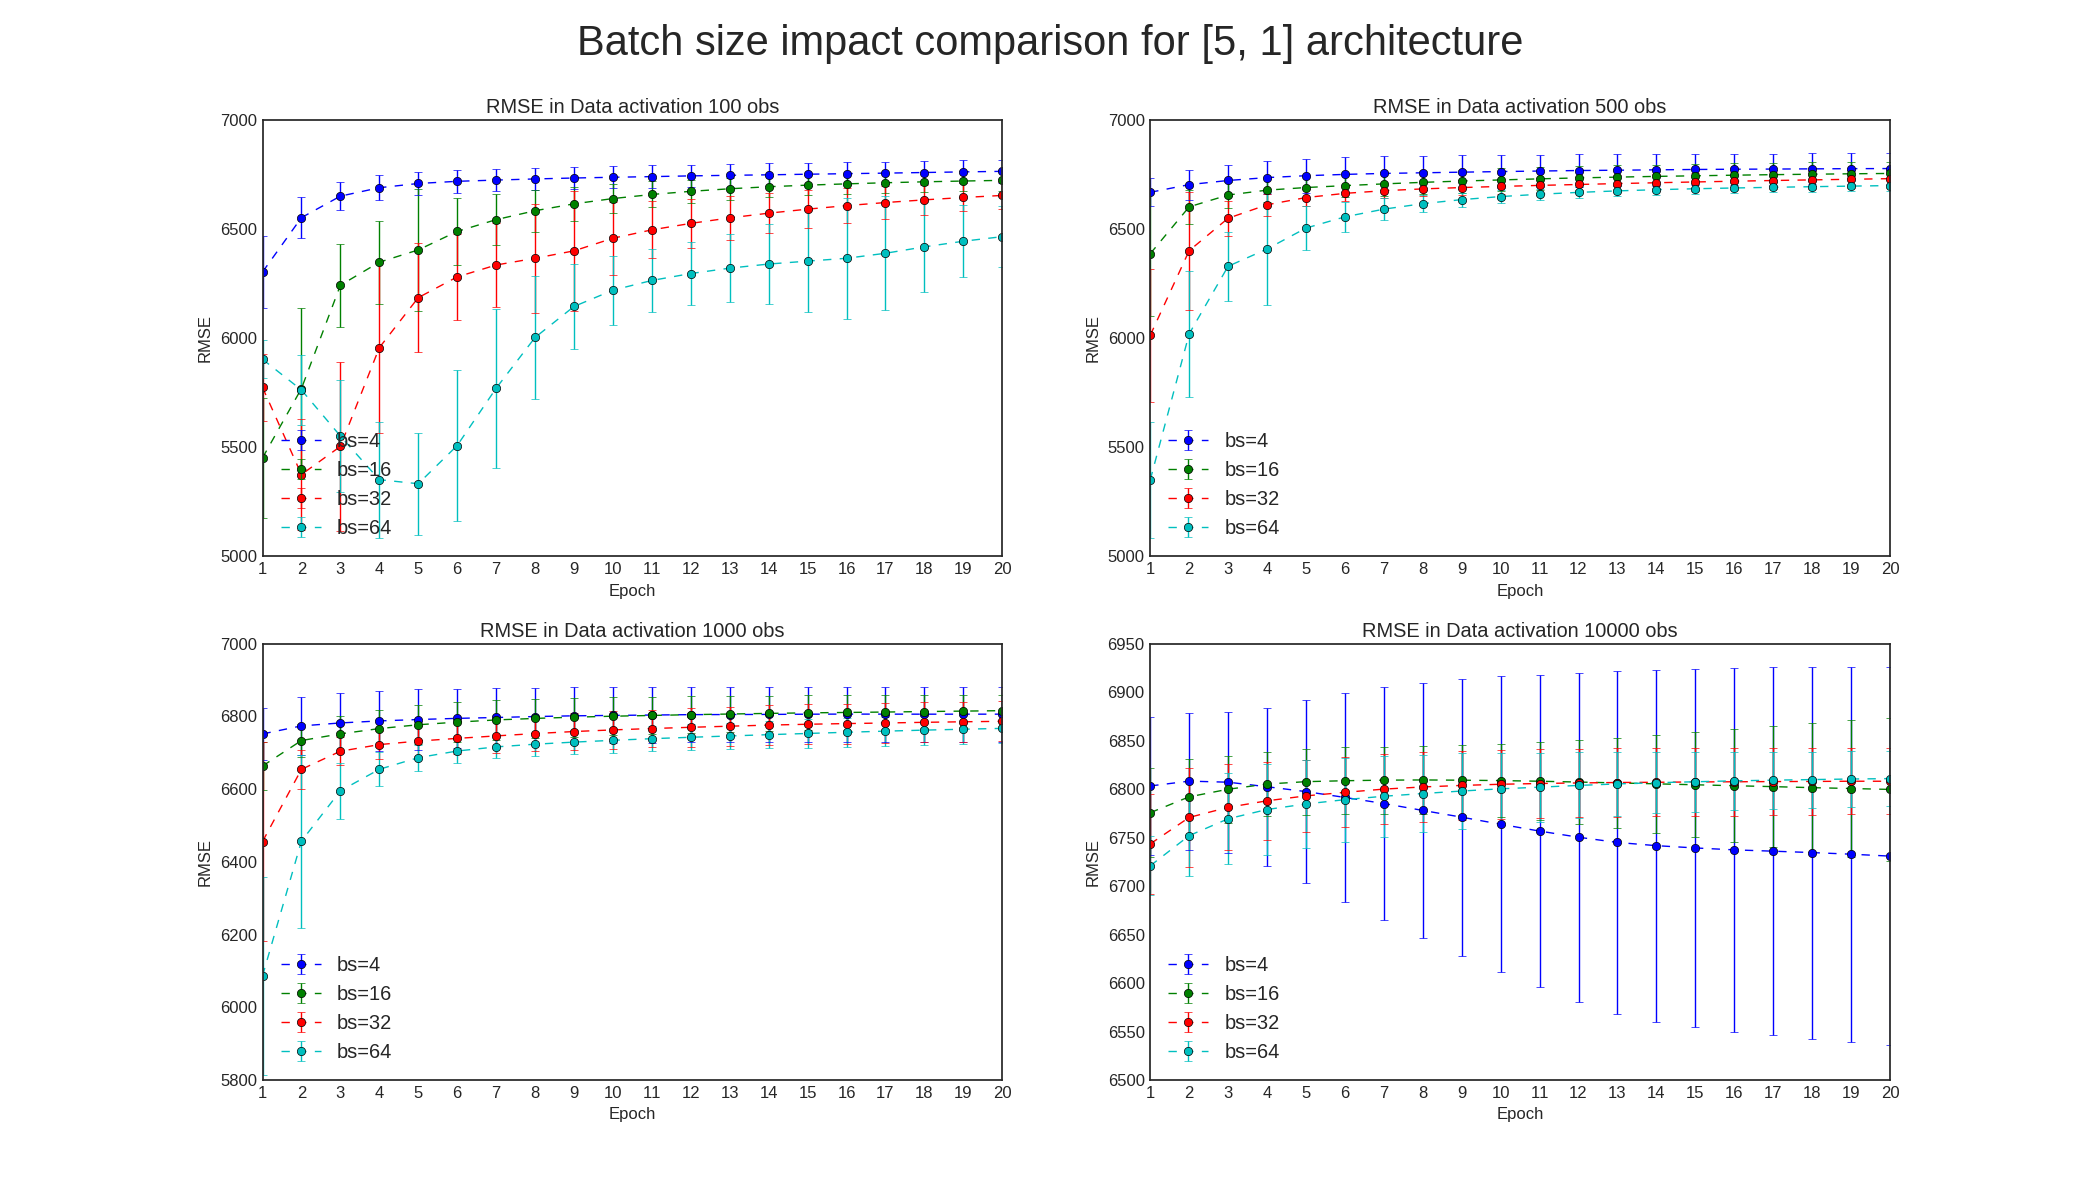 Batch size impact comparison for [5, 1] architecture
RMSE in Data activation 100 obs
7000
6500
6000
5500
5000
RMSE
bs=4
bs=16
bs=32
bs=64
1 2 3 4 5 6 7 8 9 10 11 12 13 14 15 16 17 18 19 20
Epoch
RMSE in Data activation 500 obs
7000
6500
6000
5500
5000
RMSE
bs=4
bs=16
bs=32
bs=64
1 2 3 4 5 6 7 8 9 10 11 12 13 14 15 16 17 18 19 20
Epoch
RMSE in Data activation 1000 obs
7000
6800
6600
6400
6200
6000
5800
RMSE
bs=4
bs=16
bs=32
bs=64
1 2 3 4 5 6 7 8 9 10 11 12 13 14 15 16 17 18 19 20
Epoch
RMSE in Data activation 10000 obs
6950
6900
6850
6800
6750
6700
6650
6600
6550
6500
RMSE
bs=4
bs=16
bs=32
bs=64
1 2 3 4 5 6 7 8 9 10 11 12 13 14 15 16 17 18 19 20
Epoch